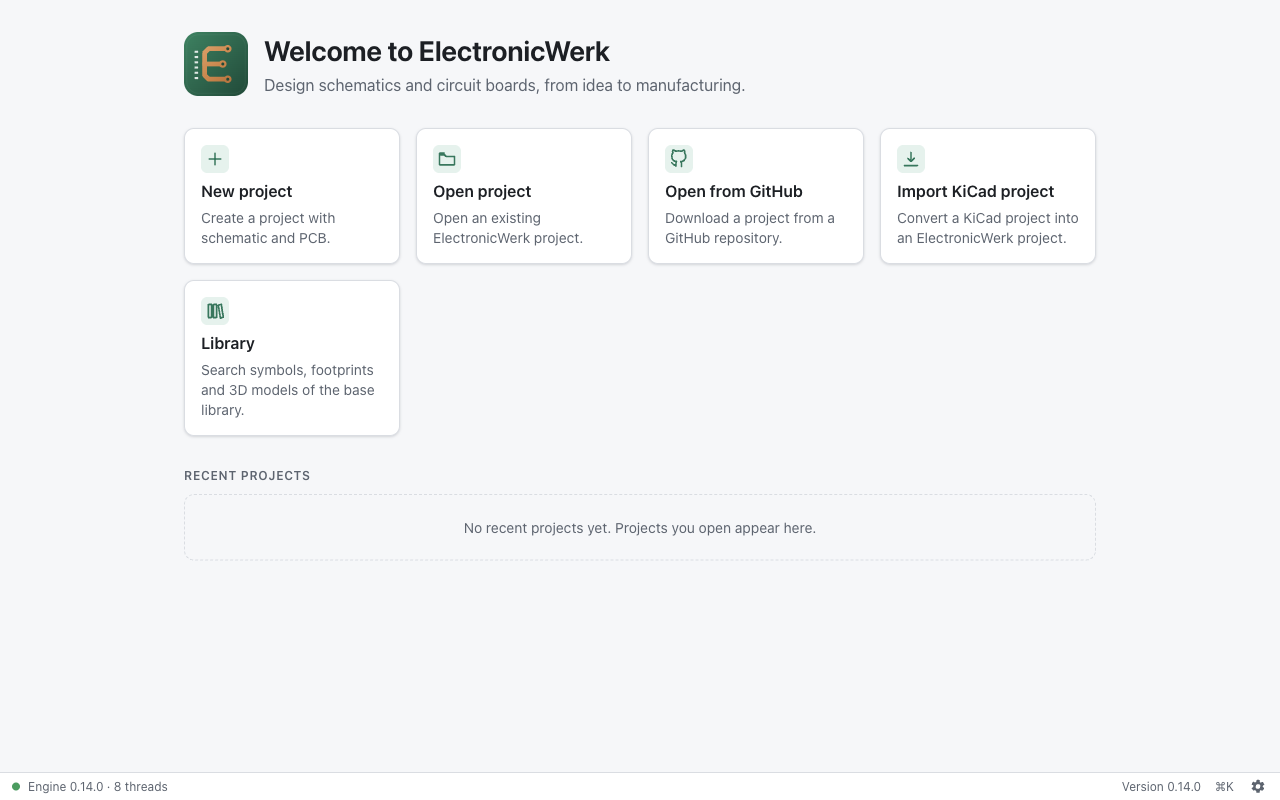 Welcome to ElectronicWerk
Design schematics and circuit boards, from idea to manufacturing.
New project
Create a project with
schematic and PCB.
Open project
Open an existing
ElectronicWerk project.
Open from GitHub
Download a project from a
GitHub repository.
Import KiCad project
Convert a KiCad project into
an ElectronicWerk project.
Library
Search symbols, footprints
and 3D models of the base
library.
RECENT PROJECTS
No recent projects yet. Projects you open appear here.
Engine 0.14.0 · 8 threads
Version 0.14.0 ⌘K